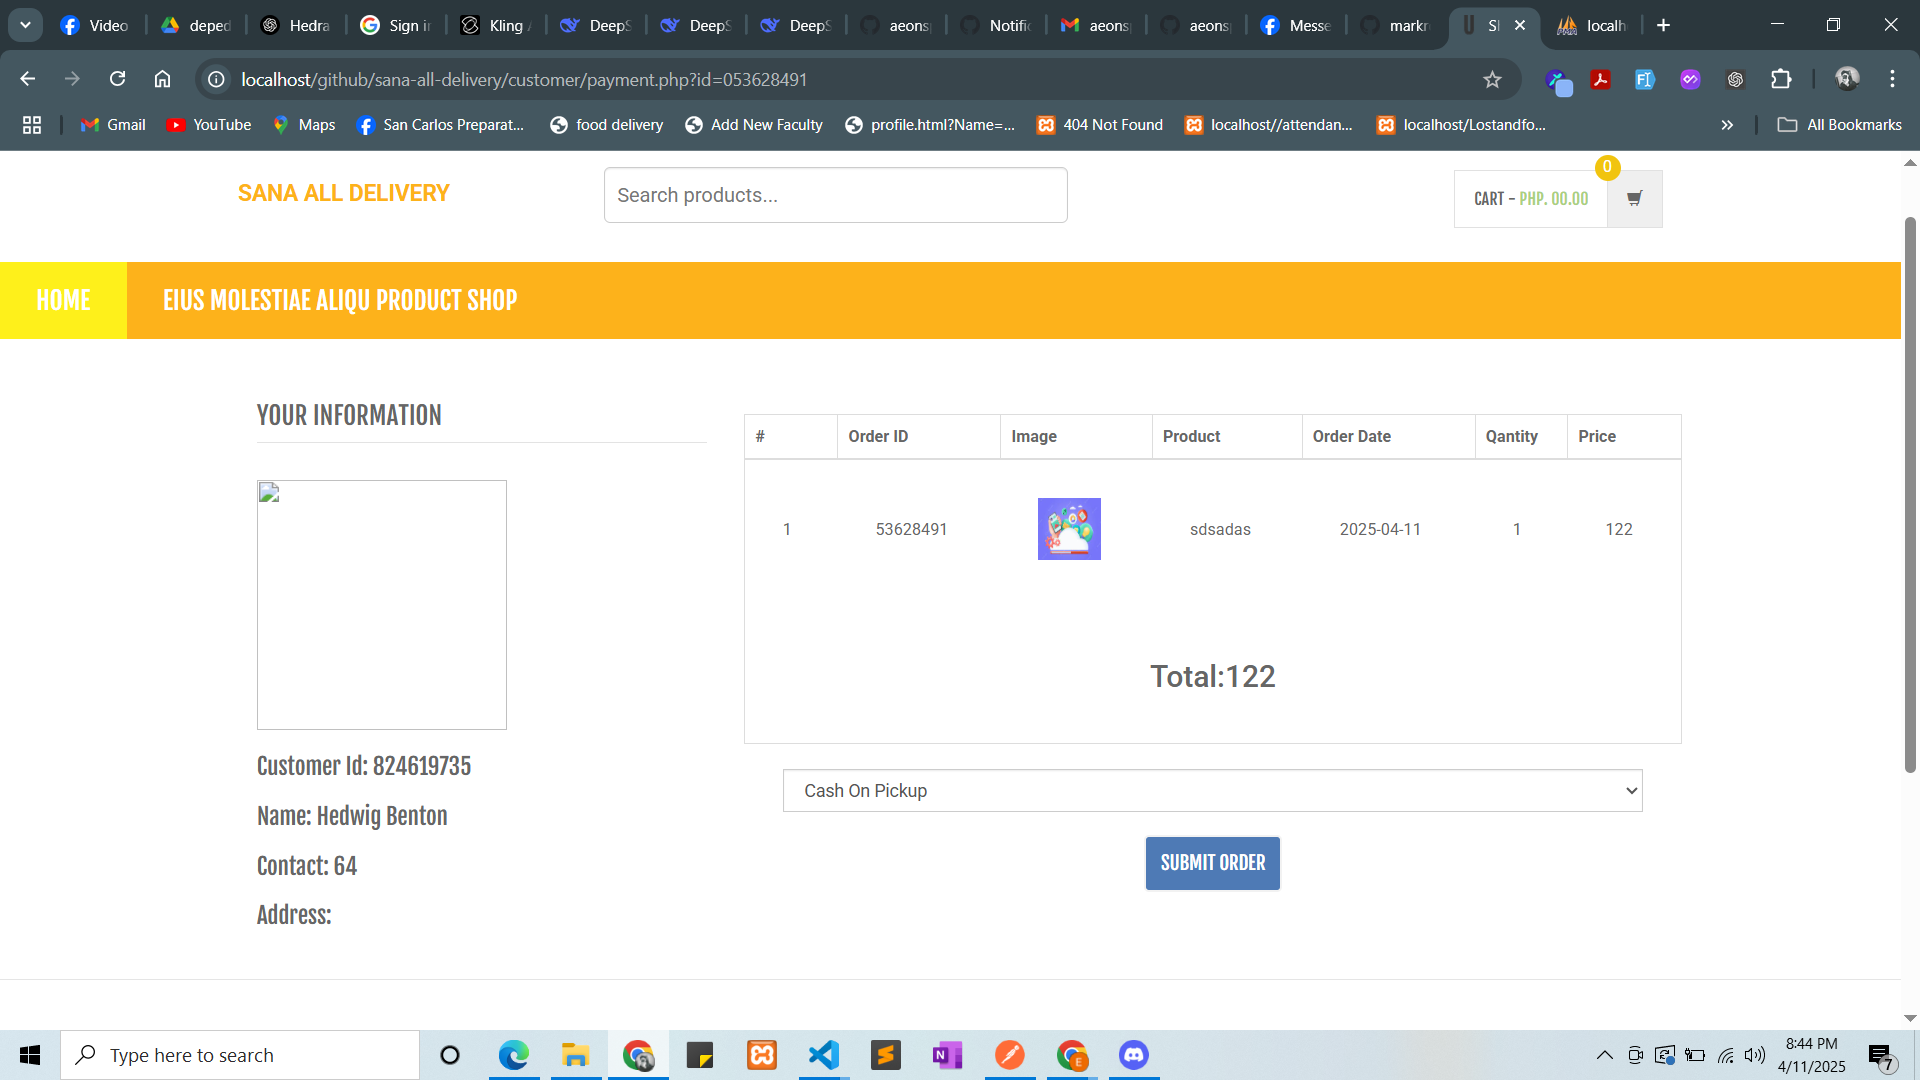 Video
deped
Hedra
Sign in
Kling
DeepS
DeepS
DeepS
aeons
Notific
aeons
aeons
Messe
markr
Sl
localh
localhost/github/sana-all-delivery/customer/payment.php?id=053628491
Gmail
YouTube
Maps
San Carlos Preparat...
food delivery
Add New Faculty
profile.html?Name=...
404 Not Found
localhost//attendan...
localhost/Lostandfo...
All Bookmarks
SANA ALL DELIVERY
Search products...
CART - PHP. 00.00
0
HOME
EIUS MOLESTIAE ALIQU PRODUCT SHOP
YOUR INFORMATION
# Order ID Image Product Order Date Qantity Price
1 53628491 sdsadas 2025-04-11 1 122
Total:122
Customer Id: 824619735
Name: Hedwig Benton
Contact: 64
Address:
Cash On Pickup
SUBMIT ORDER
Type here to search
8:44 PM
4/11/2025
7